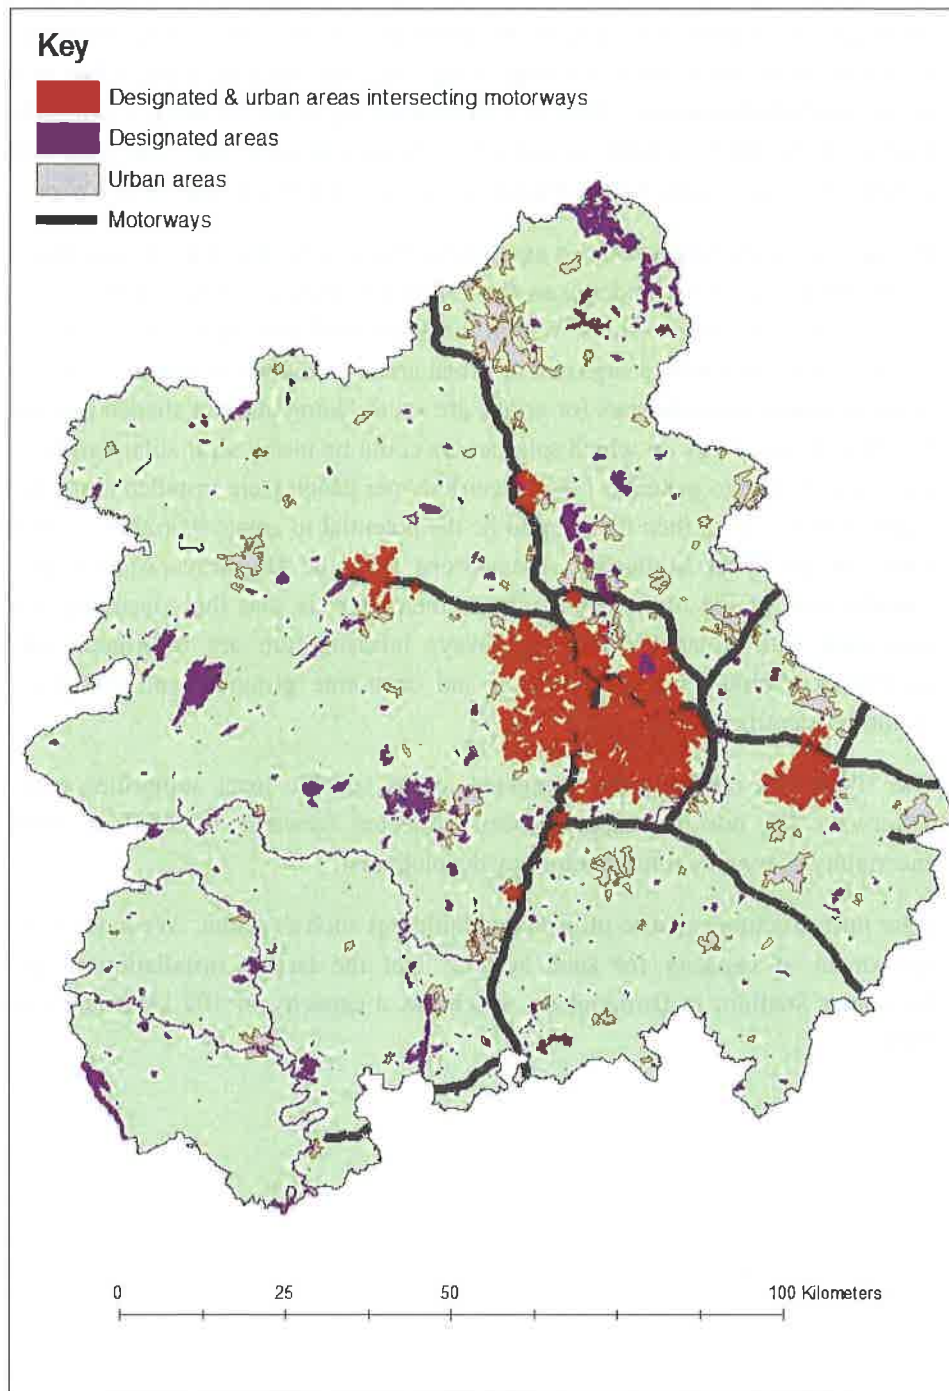 Key
Designated & urban areas intersecting motorways
Designated areas
Urban areas
Motorways
0 25 50 100 Kilometers